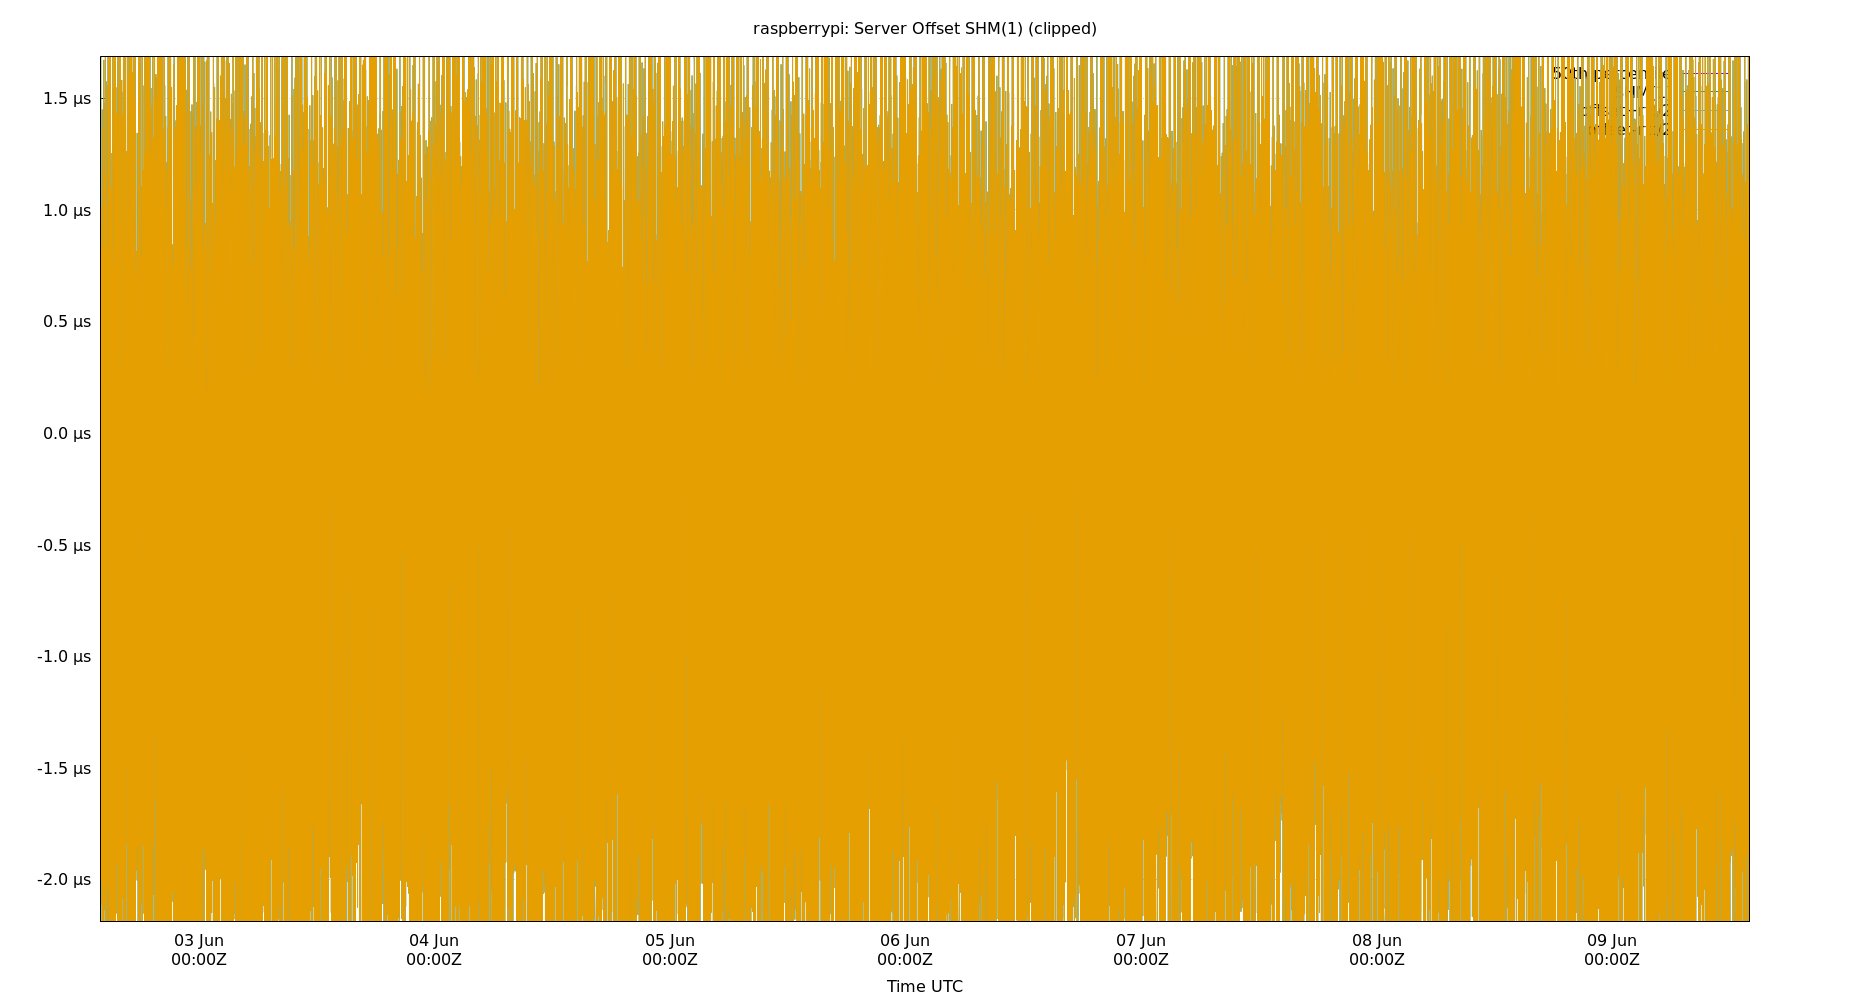 raspberrypi: Server Offset SHM(1) (clipped)
1.5 µs
1.0 µs
0.5 µs
0.0 µs
-0.5 µs
-1.0 µs
-1.5 µs
-2.0 µs
50th percentile
03 Jun 04 Jun 05 Jun 06 Jun 07 Jun 08 Jun 09 Jun
00:00Z 00:00Z 00:00Z 00:00Z 00:00Z 00:00Z 00:00Z
Time UTC